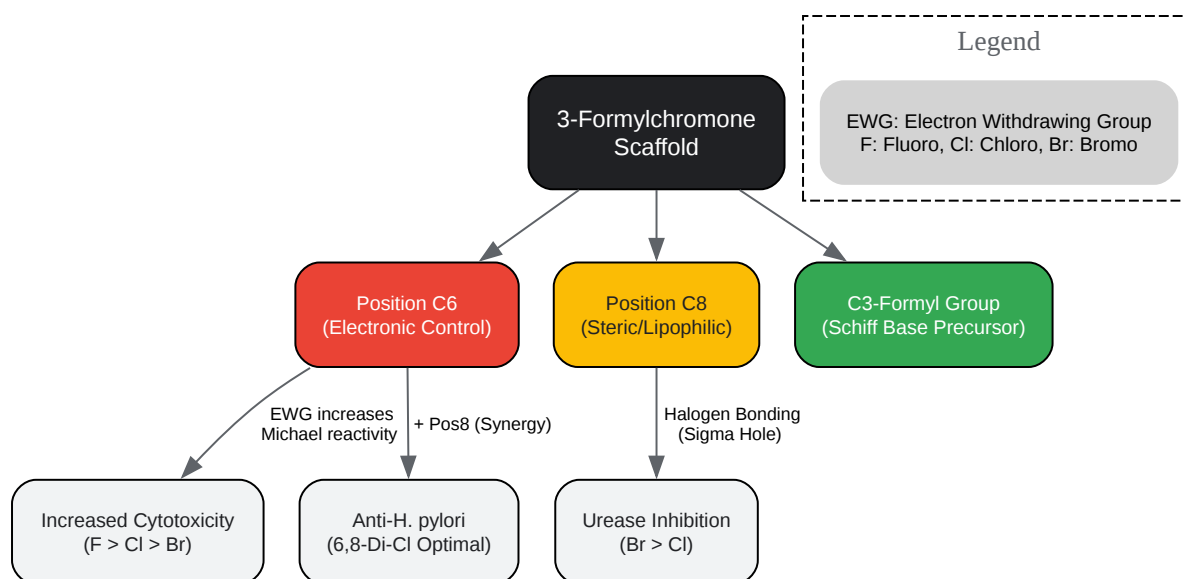 Legend
EWG: Electron Withdrawing Group
F: Fluoro, Cl: Chloro, Br: Bromo
3-Formylchromone
Scaffold
Position C6
(Electronic Control)
Position C8
(Steric/Lipophilic)
C3-Formyl Group
(Schiff Base Precursor)
EWG increases
Michael reactivity
+ Pos8 (Synergy)
Halogen Bonding
(Sigma Hole)
Increased Cytotoxicity
(F > Cl > Br)
Anti-H. pylori
(6,8-Di-Cl Optimal)
Urease Inhibition
(Br > Cl)